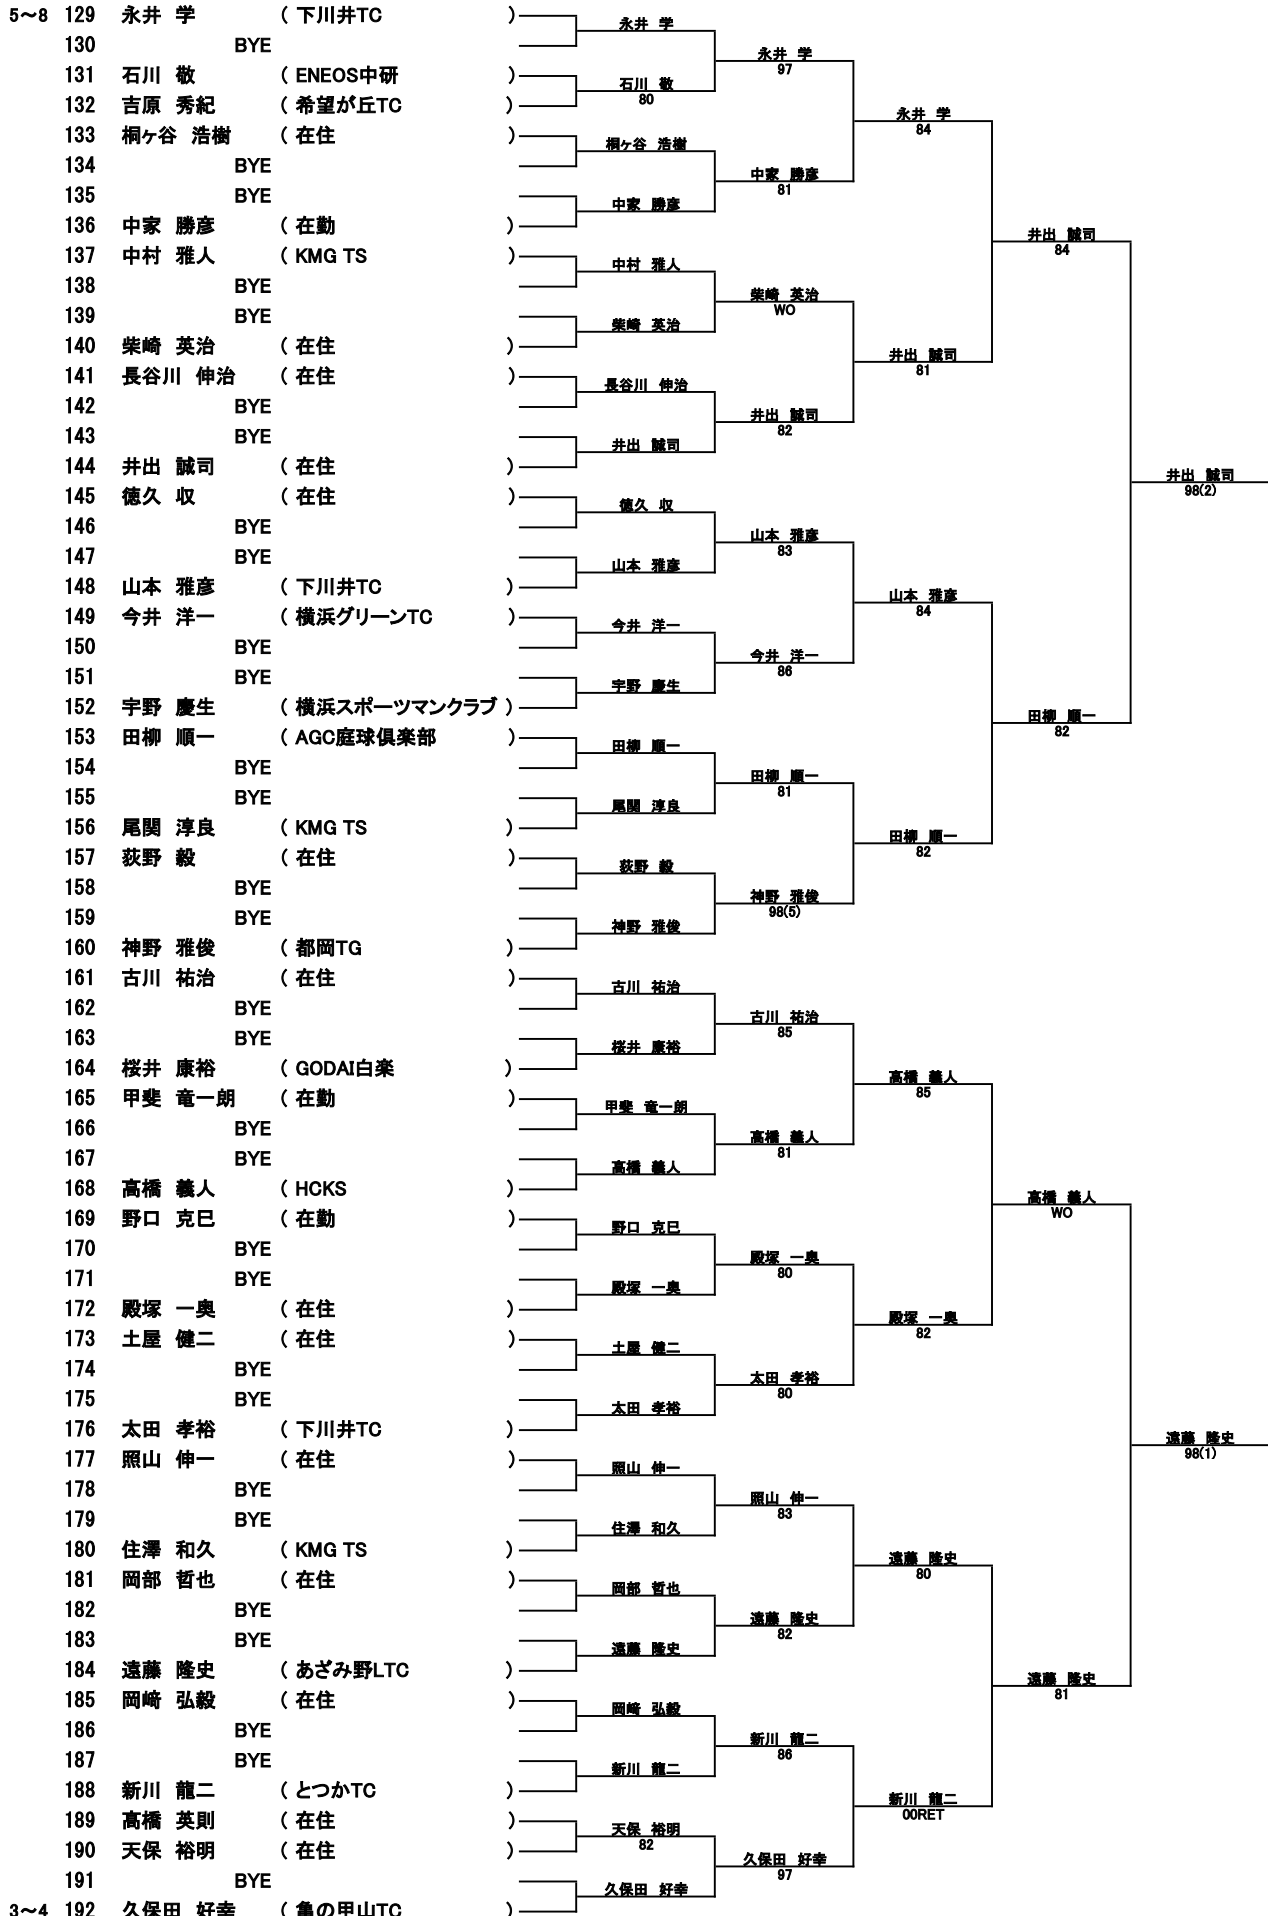 5～8 129 永井 学 ( 下川井TC )
130 BYE
131 石川 敬 ( ENEOS中研 )
132 吉原 秀紀 ( 希望が丘TC )
133 桐ヶ谷 浩樹 ( 在住 )
134 BYE
135 BYE
136 中家 勝彦 ( 在勤 )
137 中村 雅人 ( KMG TS )
138 BYE
139 BYE
140 柴崎 英治 ( 在住 )
141 長谷川 伸治 ( 在住 )
142 BYE
143 BYE
144 井出 誠司 ( 在住 )
145 徳久 収 ( 在住 )
146 BYE
147 BYE
148 山本 雅彦 ( 下川井TC )
149 今井 洋一 ( 横浜グリーンTC )
150 BYE
151 BYE
152 宇野 慶生 ( 横浜スポーツマンクラブ )
153 田柳 順一 ( AGC庭球倶楽部 )
154 BYE
155 BYE
156 尾関 淳良 ( KMG TS )
157 荻野 毅 ( 在住 )
158 BYE
159 BYE
160 神野 雅俊 ( 都岡TG )
161 古川 祐治 ( 在住 )
162 BYE
163 BYE
164 桜井 康裕 ( GODAI白楽 )
165 甲斐 竜一朗 ( 在勤 )
166 BYE
167 BYE
168 高橋 義人 ( HCKS )
169 野口 克巳 ( 在勤 )
170 BYE
171 BYE
172 殿塚 一奥 ( 在住 )
173 土屋 健二 ( 在住 )
174 BYE
175 BYE
176 太田 孝裕 ( 下川井TC )
177 照山 伸一 ( 在住 )
178 BYE
179 BYE
180 住澤 和久 ( KMG TS )
181 岡部 哲也 ( 在住 )
182 BYE
183 BYE
184 遠藤 隆史 ( あざみ野LTC )
185 岡﨑 弘毅 ( 在住 )
186 BYE
187 BYE
188 新川 龍二 ( とつかTC )
189 髙橋 英則 ( 在住 )
190 天保 裕明 ( 在住 )
191 BYE
3～4 192 久保田 好幸 ( 亀の甲山TC )
永井 学
石川 敬
80
桐ヶ谷 浩樹
中家 勝彦
中村 雅人
柴崎 英治
長谷川 伸治
井出 誠司
徳久 収
山本 雅彦
今井 洋一
宇野 慶生
田柳 順一
尾関 淳良
荻野 毅
神野 雅俊
古川 祐治
桜井 康裕
甲斐 竜一朗
高橋 義人
野口 克巳
殿塚 一奥
土屋 健二
太田 孝裕
照山 伸一
住澤 和久
岡部 哲也
遠藤 隆史
岡﨑 弘毅
新川 龍二
天保 裕明
82
久保田 好幸
永井 学
97
中家 勝彦
81
柴崎 英治
WO
井出 誠司
82
山本 雅彦
83
今井 洋一
86
田柳 順一
81
神野 雅俊
98(5)
古川 祐治
85
高橋 義人
81
殿塚 一奥
80
太田 孝裕
80
照山 伸一
83
遠藤 隆史
82
新川 龍二
86
久保田 好幸
97
永井 学
84
井出 誠司
81
山本 雅彦
84
田柳 順一
82
高橋 義人
85
殿塚 一奥
82
遠藤 隆史
80
新川 龍二
00RET
井出 誠司
84
田柳 順一
82
高橋 義人
WO
遠藤 隆史
81
井出 誠司
98(2)
遠藤 隆史
98(1)